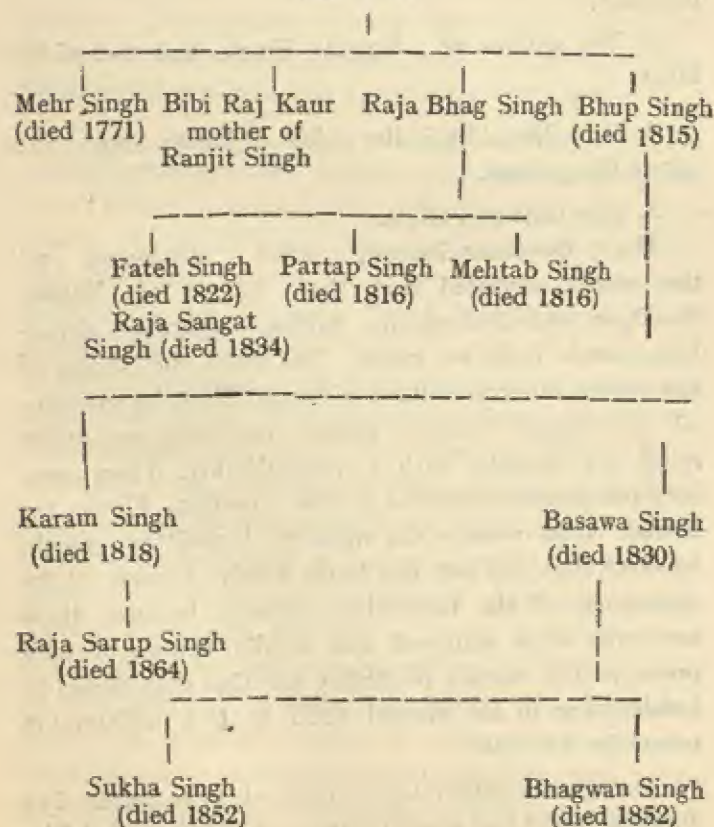 Mehr Singh Bibi Raj Kaur Raja Bhag Singh Bhup Singh
(died 1771) mother of (died 1815)
Ranjit Singh
Fateh Singh Partap Singh Mehtab Singh
(died 1822) (died 1816) (died 1816)
Raja Sangat
Singh (died 1834)
Karam Singh Basawa Singh
(died 1818) (died 1830)
Raja Sarup Singh
(died 1864)
Sukha Singh Bhagwan Singh
(died 1852) (died 1852)